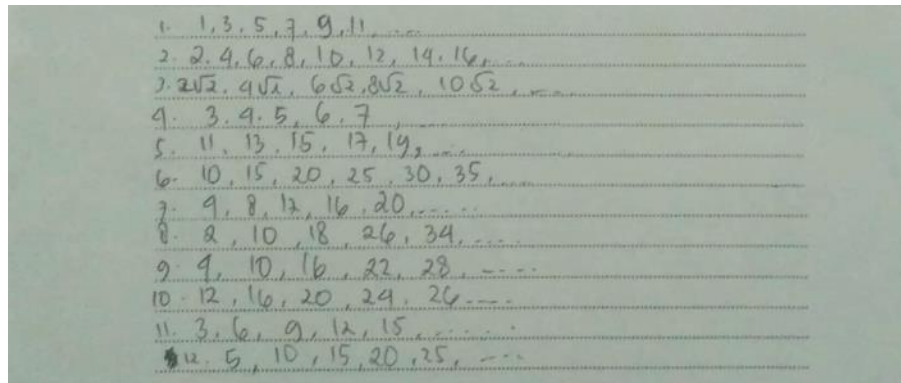 1. 1, 3, 5, 7, 9, 11, ....
2. 2, 4, 6, 8, 10, 12, 14, 16, ....
3. 2√2, 4√2, 6√2, 8√2, 10√2, ....
4. 3, 4, 5, 6, 7, ....
5. 11, 13, 15, 17, 19, ....
6. 10, 15, 20, 25, 30, 35, ....
7. 4, 8, 12, 16, 20, ......
8. 2, 10, 18, 26, 34, ....
9. 4, 10, 16, 22, 28, ....
10. 12, 16, 20, 24, 26 ....
11. 3, 6, 9, 12, 15, ......
12. 5, 10, 15, 20, 25, ....